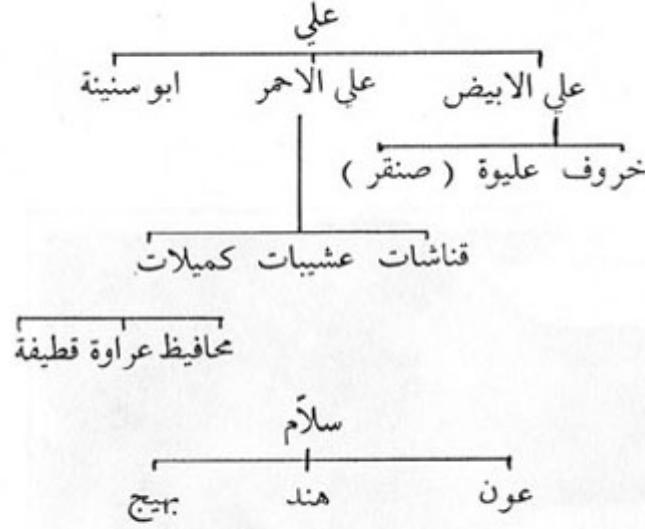 علي
علي الابيض علي الاحمر ابو سنينة
خروف عليوة ( صنقر )
قناشات عشيبات كميلات
محافيظ عراوة قطيفة
سلاّم
عون هند بهيج